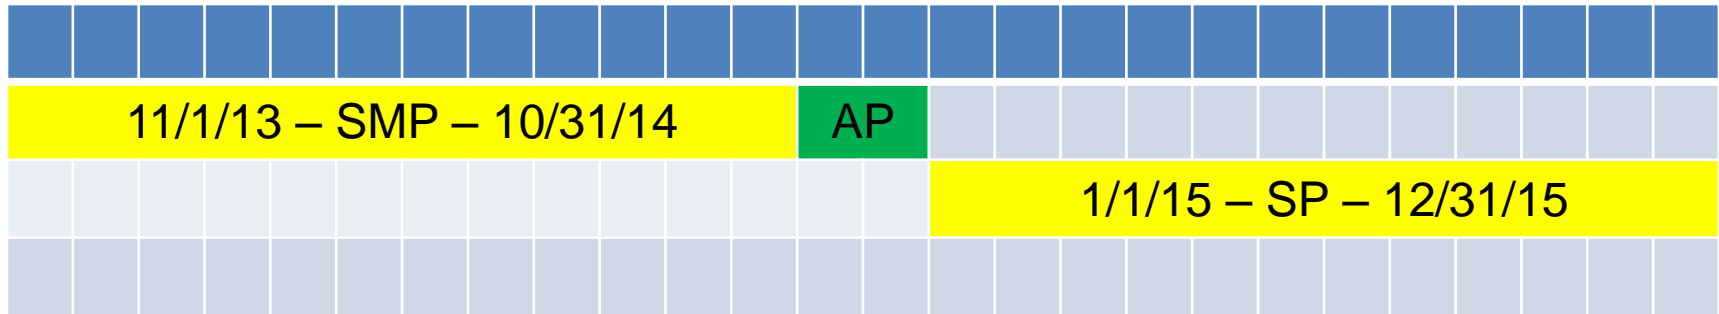 11/1/13 – SMP – 10/31/14 AP
1/1/15 – SP – 12/31/15